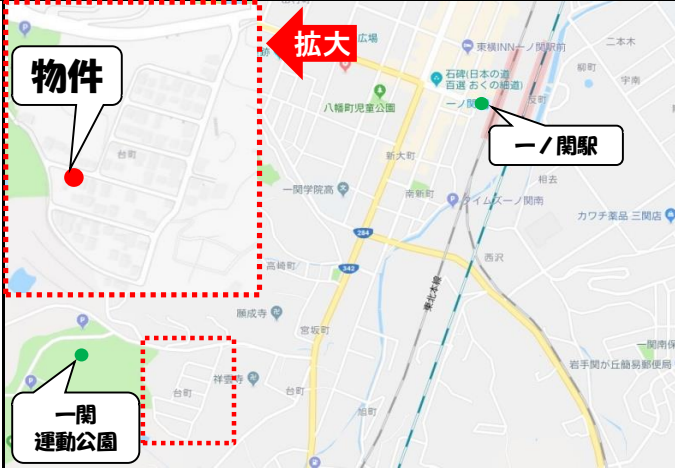 拡大
広場
物件
東横INN一ノ関駅前
二本木
柳町
宇南
石碑(日本の道
百選 おくの細道)
八幡町児童公園
一ノ関
反町
一ノ関駅
台町
新大町
相去
一関学院高
南新町
タイムズ一ノ関南
カワチ薬品 三関店
284
西沢
高崎町
342
東北本線
願成寺
宮坂町
一関南保
岩手関が丘簡易郵便局
祥雲寺
台町
台町
旭町
一関
運動公園